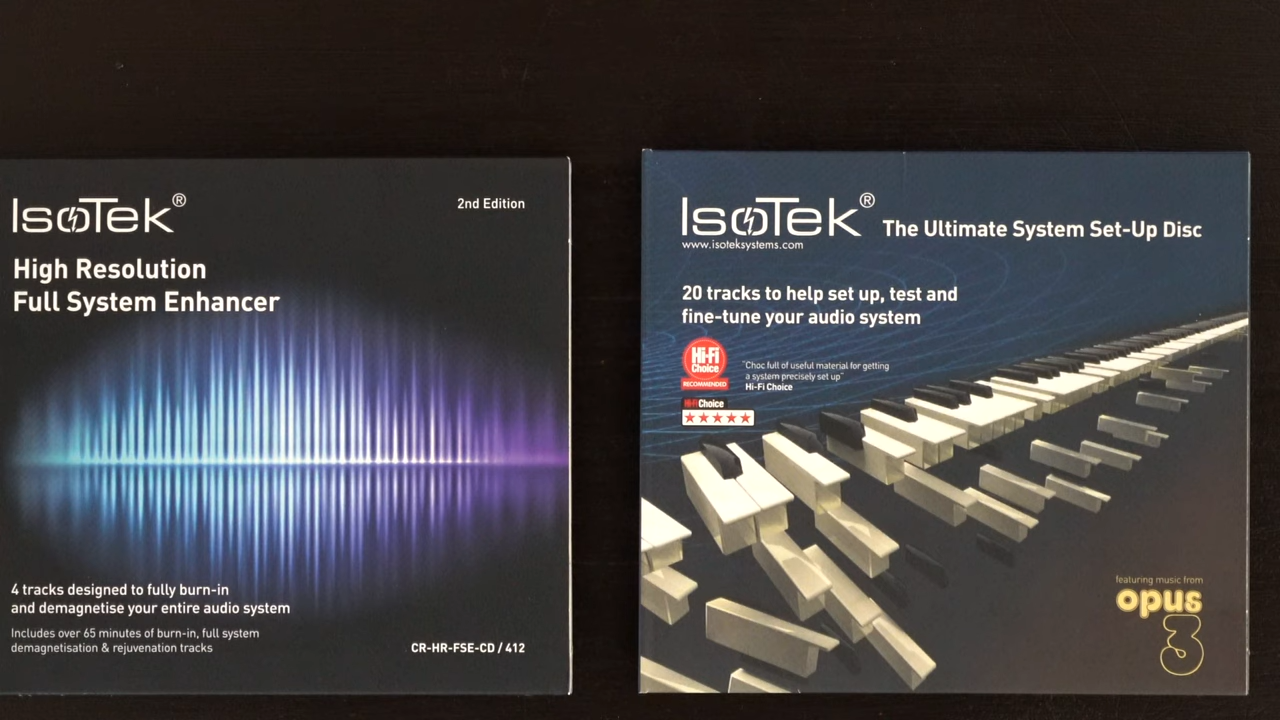 IsoTek®
2nd Edition
High Resolution
Full System Enhancer
4 tracks designed to fully burn-in
and demagnetise your entire audio system
Includes over 65 minutes of burn-in, full system
demagnetisation & rejuvenation tracks
CR-HR-FSE-CD / 412
IsoTek®
www.isoteksystems.com
The Ultimate System Set-Up Disc
20 tracks to help set up, test and
fine-tune your audio system
Hi-Fi
Choice
RECOMMENDED
"Choc full of useful material for getting
a system precisely set up"
Hi-Fi Choice
Hi-Fi Choice
featuring music from
opus
3